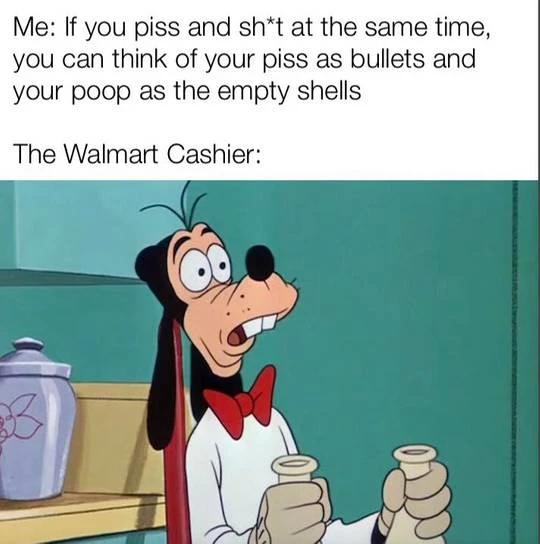 Me: If you piss and sh*t at the same time,
you can think of your piss as bullets and
your poop as the empty shells
The Walmart Cashier: